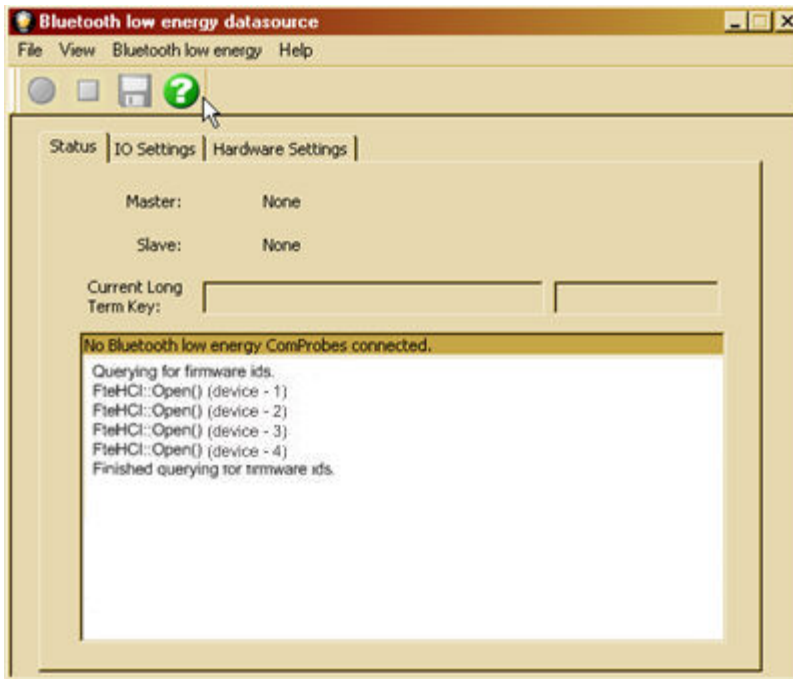 Bluetooth low energy datasource
File View Bluetooth low energy Help
Status IO Settings Hardware Settings
Master: None
Slave: None
Current Long
Term Key:
No Bluetooth low energy ComProbes connected.
Querying for firmware ids.
FteHCI::Open() (device - 1)
FteHCI::Open() (device - 2)
FteHCI::Open() (device - 3)
FteHCI::Open() (device - 4)
Finished querying for firmware ids.